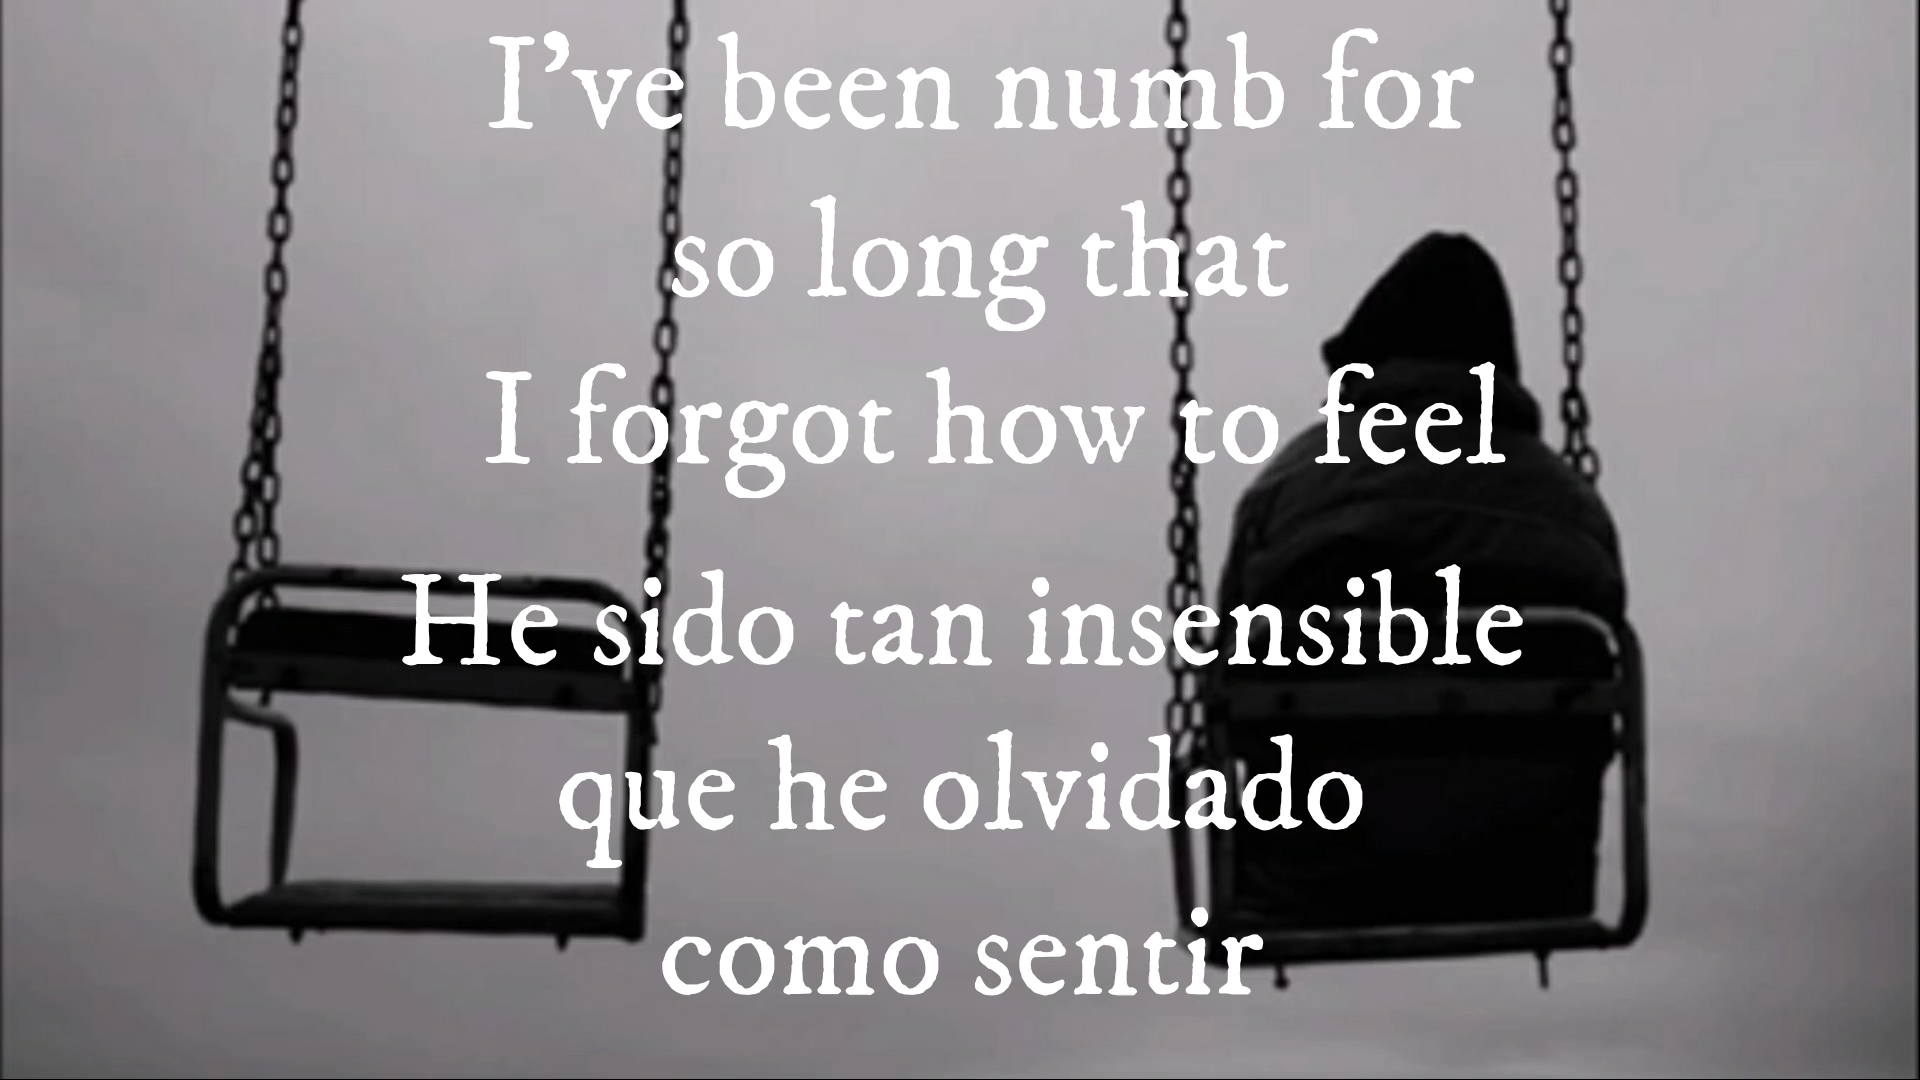 I’ve been numb for
so long that
I forgot how to feel
He sido tan insensible
que he olvidado
como sentir